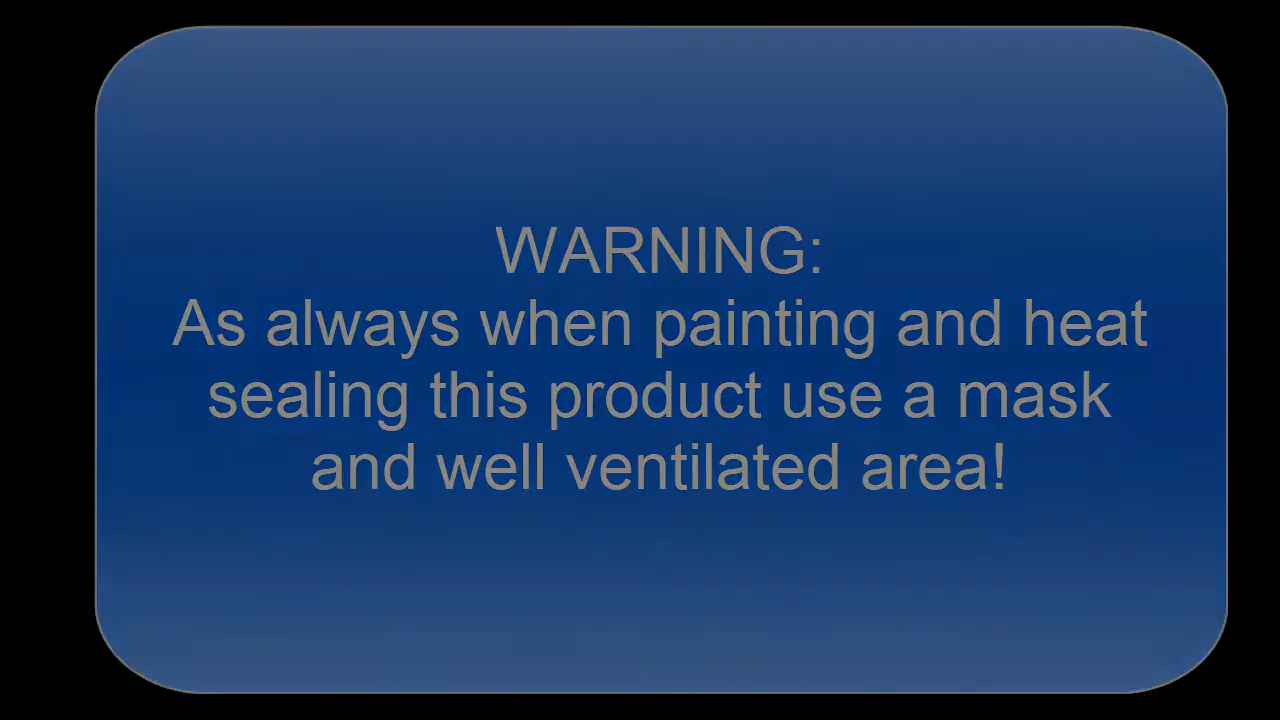 WARNING:
As always when painting and heat
sealing this product use a mask
and well ventilated area!